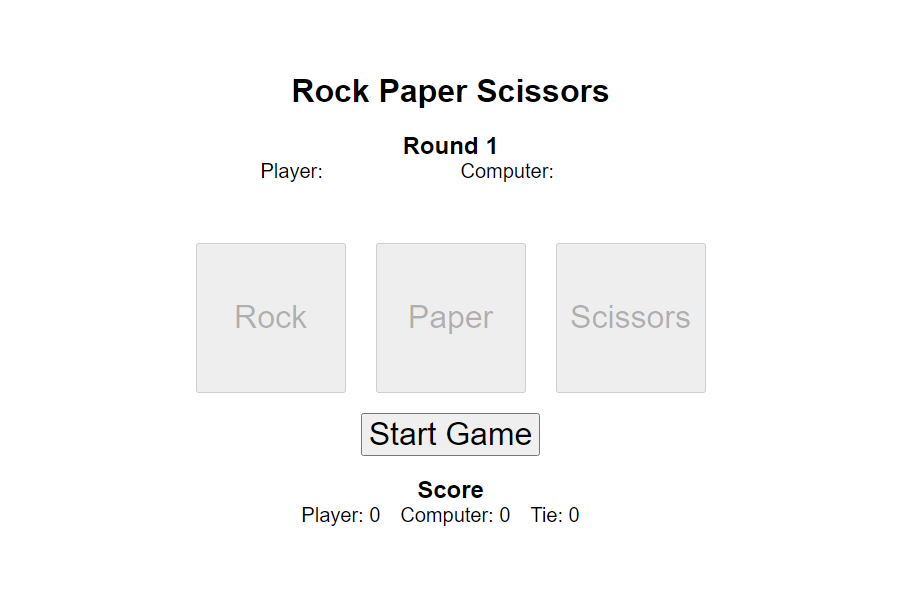 Rock Paper Scissors
Round 1
Player: Computer:
Rock Paper Scissors
Start Game
Score
Player: 0 Computer: 0 Tie: 0